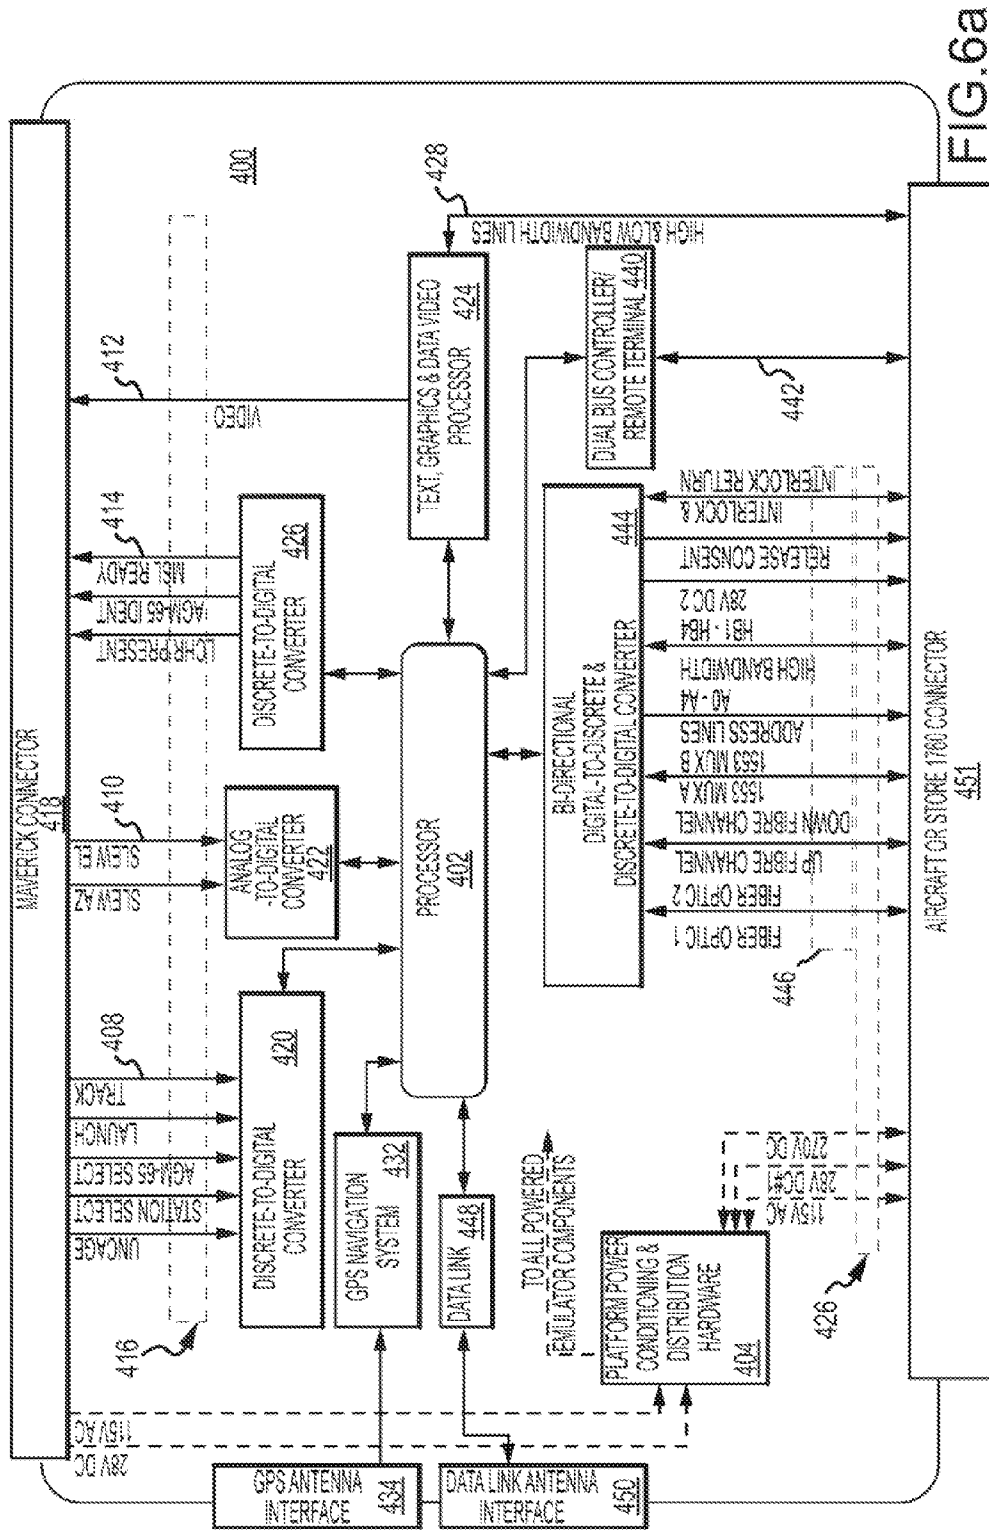 MAVERICK CONNECTOR
418
28V DC
115V AC
UNCAGE
STATION SELECT
AGM-65 SELECT
LAUNCH
TRACK
408
SLEW AZ
SLEW EL
410
LCHR PRESENT
AGM-65 IDENT
MSL READY
414
VIDEO
412
400
416
DISCRETE-TO-DIGITAL
CONVERTER
420
ANALOG
-TO-DIGITAL
CONVERTER
422
DISCRETE-TO-DIGITAL
CONVERTER
426
TEXT, GRAPHICS & DATA VIDEO
PROCESSOR
424
428
HIGH & LOW BANDWIDTH LINES
GPS ANTENNA
INTERFACE
434
GPS NAVIGATION
SYSTEM
432
PROCESSOR
402
DATA LINK ANTENNA
INTERFACE
450
DATA LINK
448
TO ALL POWERED
EMULATOR COMPONENTS
PLATFORM POWER
CONDITIONING &
DISTRIBUTION
HARDWARE
404
BI-DIRECTIONAL
DIGITAL-TO-DISCRETE &
DISCRETE-TO-DIGITAL CONVERTER
444
DUAL BUS CONTROLLER/
REMOTE TERMINAL
440
442
115V AC
28V DC#1
270V DC
446
FIBER OPTIC 1
FIBER OPTIC 2
UP FIBRE CHANNEL
DOWN FIBRE CHANNEL
1553 MUX A
1553 MUX B
ADDRESS LINES
A0 - A4
HIGH BANDWIDTH
HB1 - HB4
28V DC 2
RELEASE CONSENT
INTERLOCK &
INTERLOCK RETURN
426
AIRCRAFT OR STORE 1760 CONNECTOR
451
FIG.6a